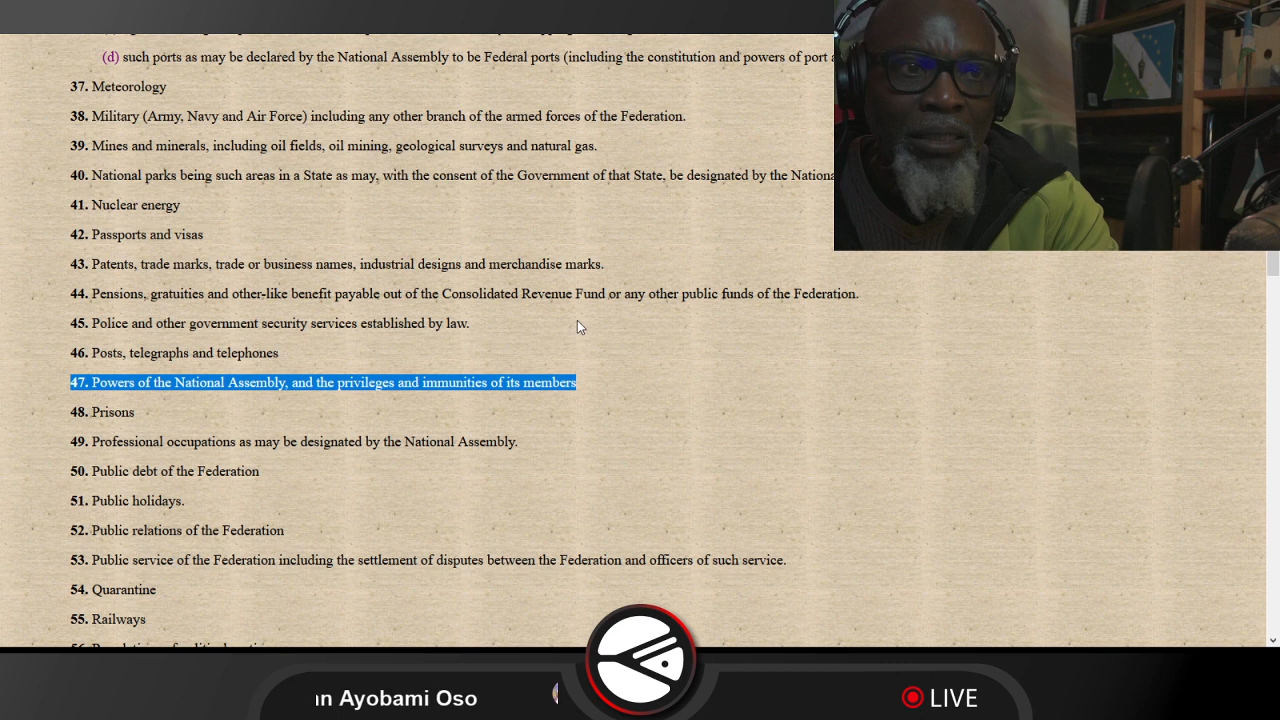 (d) such ports as may be declared by the National Assembly to be Federal ports (including the constitution and powers of port
37. Meteorology
38. Military (Army, Navy and Air Force) including any other branch of the armed forces of the Federation.
39. Mines and minerals, including oil fields, oil mining, geological surveys and natural gas.
40. National parks being such areas in a State as may, with the consent of the Government of that State, be designated by the Nationa
41. Nuclear energy
42. Passports and visas
43. Patents, trade marks, trade or business names, industrial designs and merchandise marks.
44. Pensions, gratuities and other-like benefit payable out of the Consolidated Revenue Fund or any other public funds of the Federation.
45. Police and other government security services established by law.
46. Posts, telegraphs and telephones
47. Powers of the National Assembly, and the privileges and immunities of its members
48. Prisons
49. Professional occupations as may be designated by the National Assembly.
50. Public debt of the Federation
51. Public holidays.
52. Public relations of the Federation
53. Public service of the Federation including the settlement of disputes between the Federation and officers of such service.
54. Quarantine
55. Railways
n Ayobami Oso
LIVE